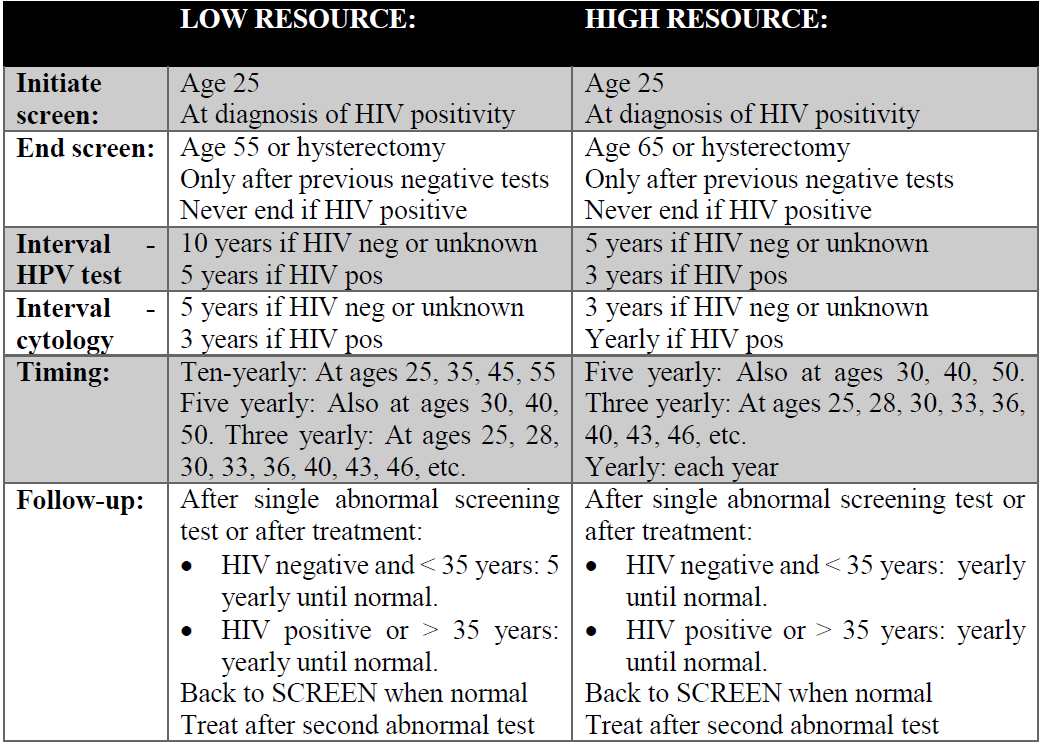 LOW RESOURCE:
HIGH RESOURCE:
Initiate
screen:
Age 25
At diagnosis of HIV positivity
Age 25
At diagnosis of HIV positivity
End screen:
Age 55 or hysterectomy
Only after previous negative tests
Never end if HIV positive
Age 65 or hysterectomy
Only after previous negative tests
Never end if HIV positive
Interval -
HPV test
10 years if HIV neg or unknown
5 years if HIV pos
5 years if HIV neg or unknown
3 years if HIV pos
Interval -
cytology
5 years if HIV neg or unknown
3 years if HIV pos
3 years if HIV neg or unknown
Yearly if HIV pos
Timing:
Ten-yearly: At ages 25, 35, 45, 55
Five yearly: Also at ages 30, 40,
50. Three yearly: At ages 25, 28,
30, 33, 36, 40, 43, 46, etc.
Five yearly: Also at ages 30, 40, 50.
Three yearly: At ages 25, 28, 30, 33, 36,
40, 43, 46, etc.
Yearly: each year
Follow-up:
After single abnormal screening
test or after treatment:
• HIV negative and < 35 years: 5
yearly until normal.
• HIV positive or > 35 years:
yearly until normal.
Back to SCREEN when normal
Treat after second abnormal test
After single abnormal screening test or
after treatment:
• HIV negative and < 35 years: yearly
until normal.
• HIV positive or > 35 years: yearly
until normal.
Back to SCREEN when normal
Treat after second abnormal test